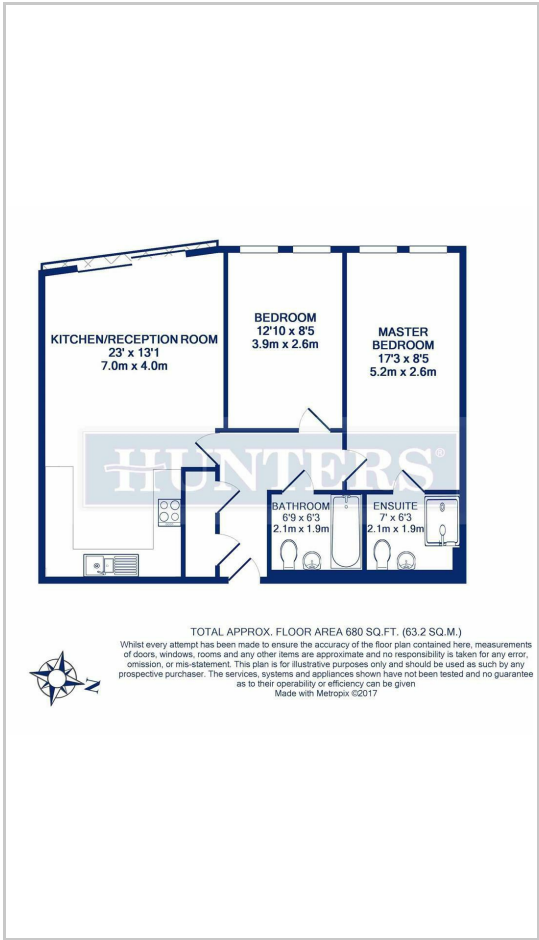 KITCHEN/RECEPTION ROOM
23' x 13'1
7.0m x 4.0m
BEDROOM
12'10 x 8'5
3.9m x 2.6m
MASTER
BEDROOM
17'3 x 8'5
5.2m x 2.6m
HUNTERS®
BATHROOM
6'9 x 6'3
2.1m x 1.9m
ENSUITE
7' x 6'3
2.1m x 1.9m
TOTAL APPROX. FLOOR AREA 680 SQ.FT. (63.2 SQ.M.)
Whilst every attempt has been made to ensure the accuracy of the floor plan contained here, measurements
of doors, windows, rooms and any other items are approximate and no responsibility is taken for any error,
omission, or mis-statement. This plan is for illustrative purposes only and should be used as such by any
prospective purchaser. The services, systems and appliances shown have not been tested and no guarantee
as to their operability or efficiency can be given
Made with Metropix ©2017
N